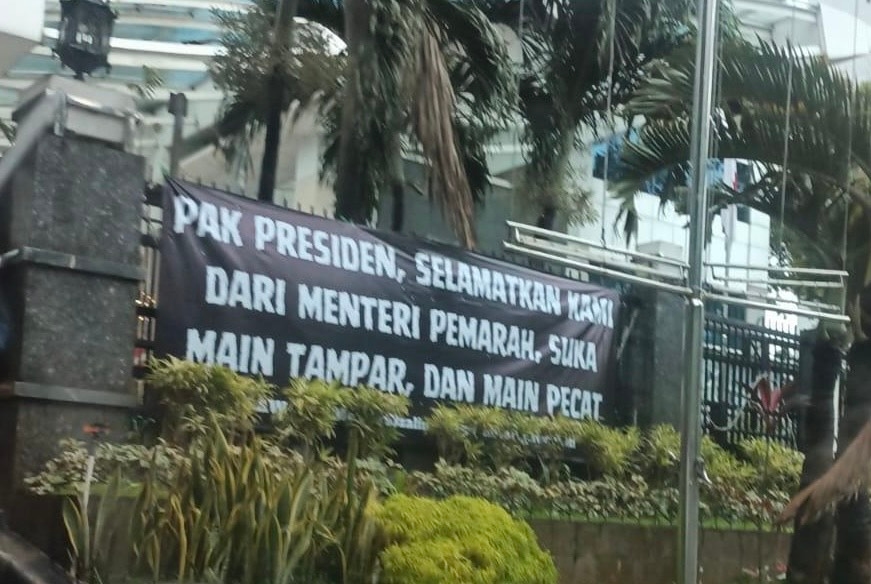 PAK PRESIDEN, SELAMATKAN KAMI
DARI MENTERI PEMARAH, SUKA
MAIN TAMPAR, DAN MAIN PECAT